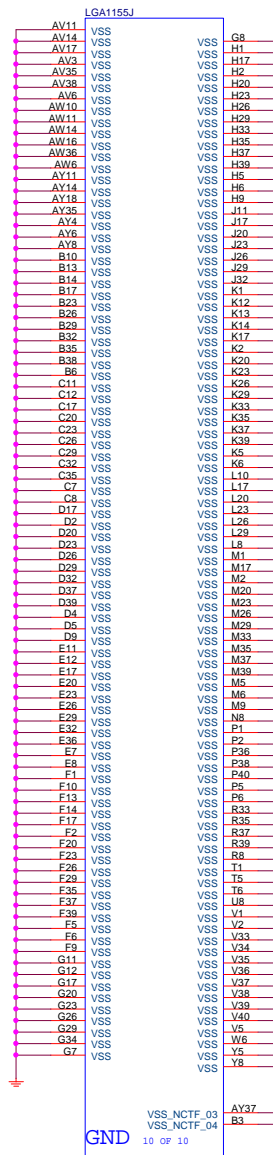 LGA1155J
AV11 VSS
AV14 VSS
AV17 VSS
AV3 VSS
AV35 VSS
AV38 VSS
AV6 VSS
AW10 VSS
AW11 VSS
AW14 VSS
AW16 VSS
AW36 VSS
AW6 VSS
AY11 VSS
AY14 VSS
AY18 VSS
AY35 VSS
AY4 VSS
AY6 VSS
AY8 VSS
B10 VSS
B13 VSS
B14 VSS
B17 VSS
B23 VSS
B26 VSS
B29 VSS
B32 VSS
B35 VSS
B38 VSS
B6 VSS
C11 VSS
C12 VSS
C17 VSS
C20 VSS
C23 VSS
C26 VSS
C29 VSS
C32 VSS
C35 VSS
C7 VSS
C8 VSS
D17 VSS
D2 VSS
D20 VSS
D23 VSS
D26 VSS
D29 VSS
D32 VSS
D37 VSS
D39 VSS
D4 VSS
D5 VSS
D9 VSS
E11 VSS
E12 VSS
E17 VSS
E20 VSS
E23 VSS
E26 VSS
E29 VSS
E32 VSS
E36 VSS
E7 VSS
E8 VSS
F1 VSS
F10 VSS
F13 VSS
F14 VSS
F17 VSS
F2 VSS
F20 VSS
F23 VSS
F26 VSS
F29 VSS
F35 VSS
F37 VSS
F39 VSS
F5 VSS
F6 VSS
F9 VSS
G11 VSS
G12 VSS
G17 VSS
G20 VSS
G23 VSS
G26 VSS
G29 VSS
G34 VSS
G7 VSS
VSS G8
VSS H1
VSS H17
VSS H2
VSS H20
VSS H23
VSS H26
VSS H29
VSS H33
VSS H35
VSS H37
VSS H39
VSS H5
VSS H6
VSS H9
VSS J11
VSS J17
VSS J20
VSS J23
VSS J26
VSS J29
VSS J32
VSS K1
VSS K12
VSS K13
VSS K14
VSS K17
VSS K2
VSS K20
VSS K23
VSS K26
VSS K29
VSS K33
VSS K35
VSS K37
VSS K39
VSS K5
VSS K6
VSS L10
VSS L17
VSS L20
VSS L23
VSS L26
VSS L29
VSS L8
VSS M1
VSS M17
VSS M2
VSS M20
VSS M23
VSS M26
VSS M29
VSS M33
VSS M35
VSS M37
VSS M39
VSS M5
VSS M6
VSS M9
VSS N8
VSS P1
VSS P2
VSS P36
VSS P38
VSS P40
VSS P5
VSS P6
VSS R33
VSS R35
VSS R37
VSS R39
VSS R8
VSS T1
VSS T5
VSS T6
VSS U8
VSS V1
VSS V2
VSS V33
VSS V34
VSS V35
VSS V36
VSS V37
VSS V38
VSS V39
VSS V40
VSS V5
VSS W6
VSS Y5
VSS Y8
VSS_NCTF_03 AY37
VSS_NCTF_04 B3
GND 10 OF 10